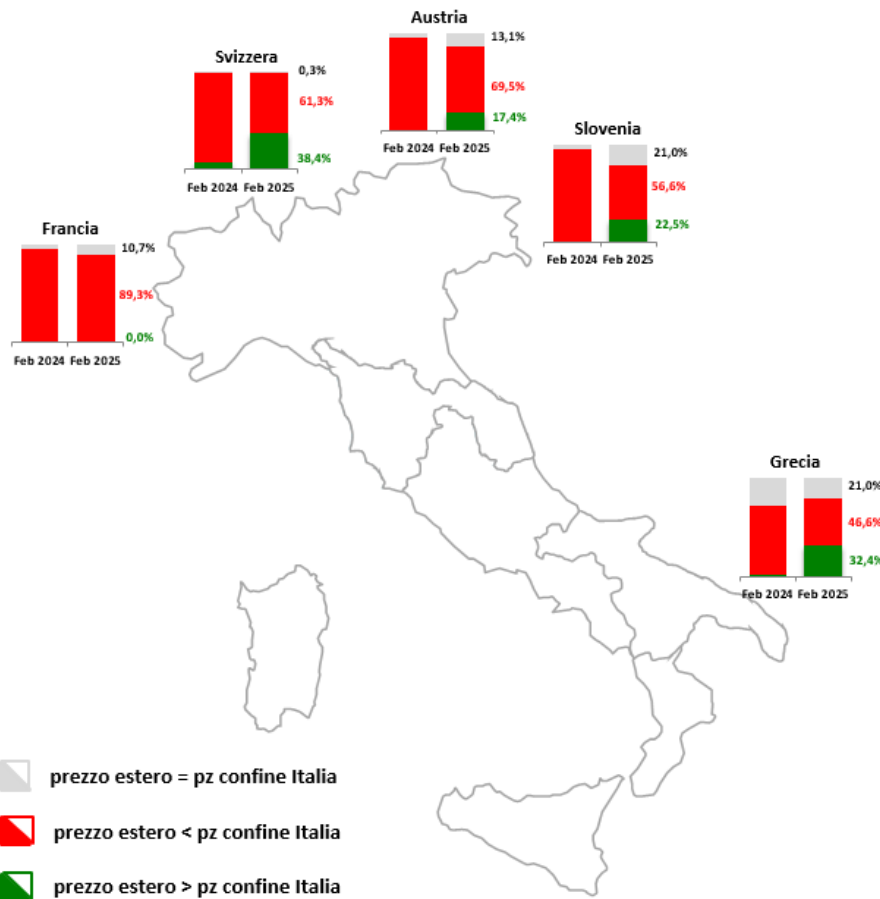 Austria
13,1%
69,5%
17,4%
Feb 2024 Feb 2025
Svizzera
0,3%
61,3%
38,4%
Feb 2024 Feb 2025
Slovenia
21,0%
56,6%
22,5%
Feb 2024 Feb 2025
Francia
10,7%
89,3%
0,0%
Feb 2024 Feb 2025
Grecia
21,0%
46,6%
32,4%
Feb 2024 Feb 2025
prezzo estero = pz confine Italia
prezzo estero < pz confine Italia
prezzo estero > pz confine Italia